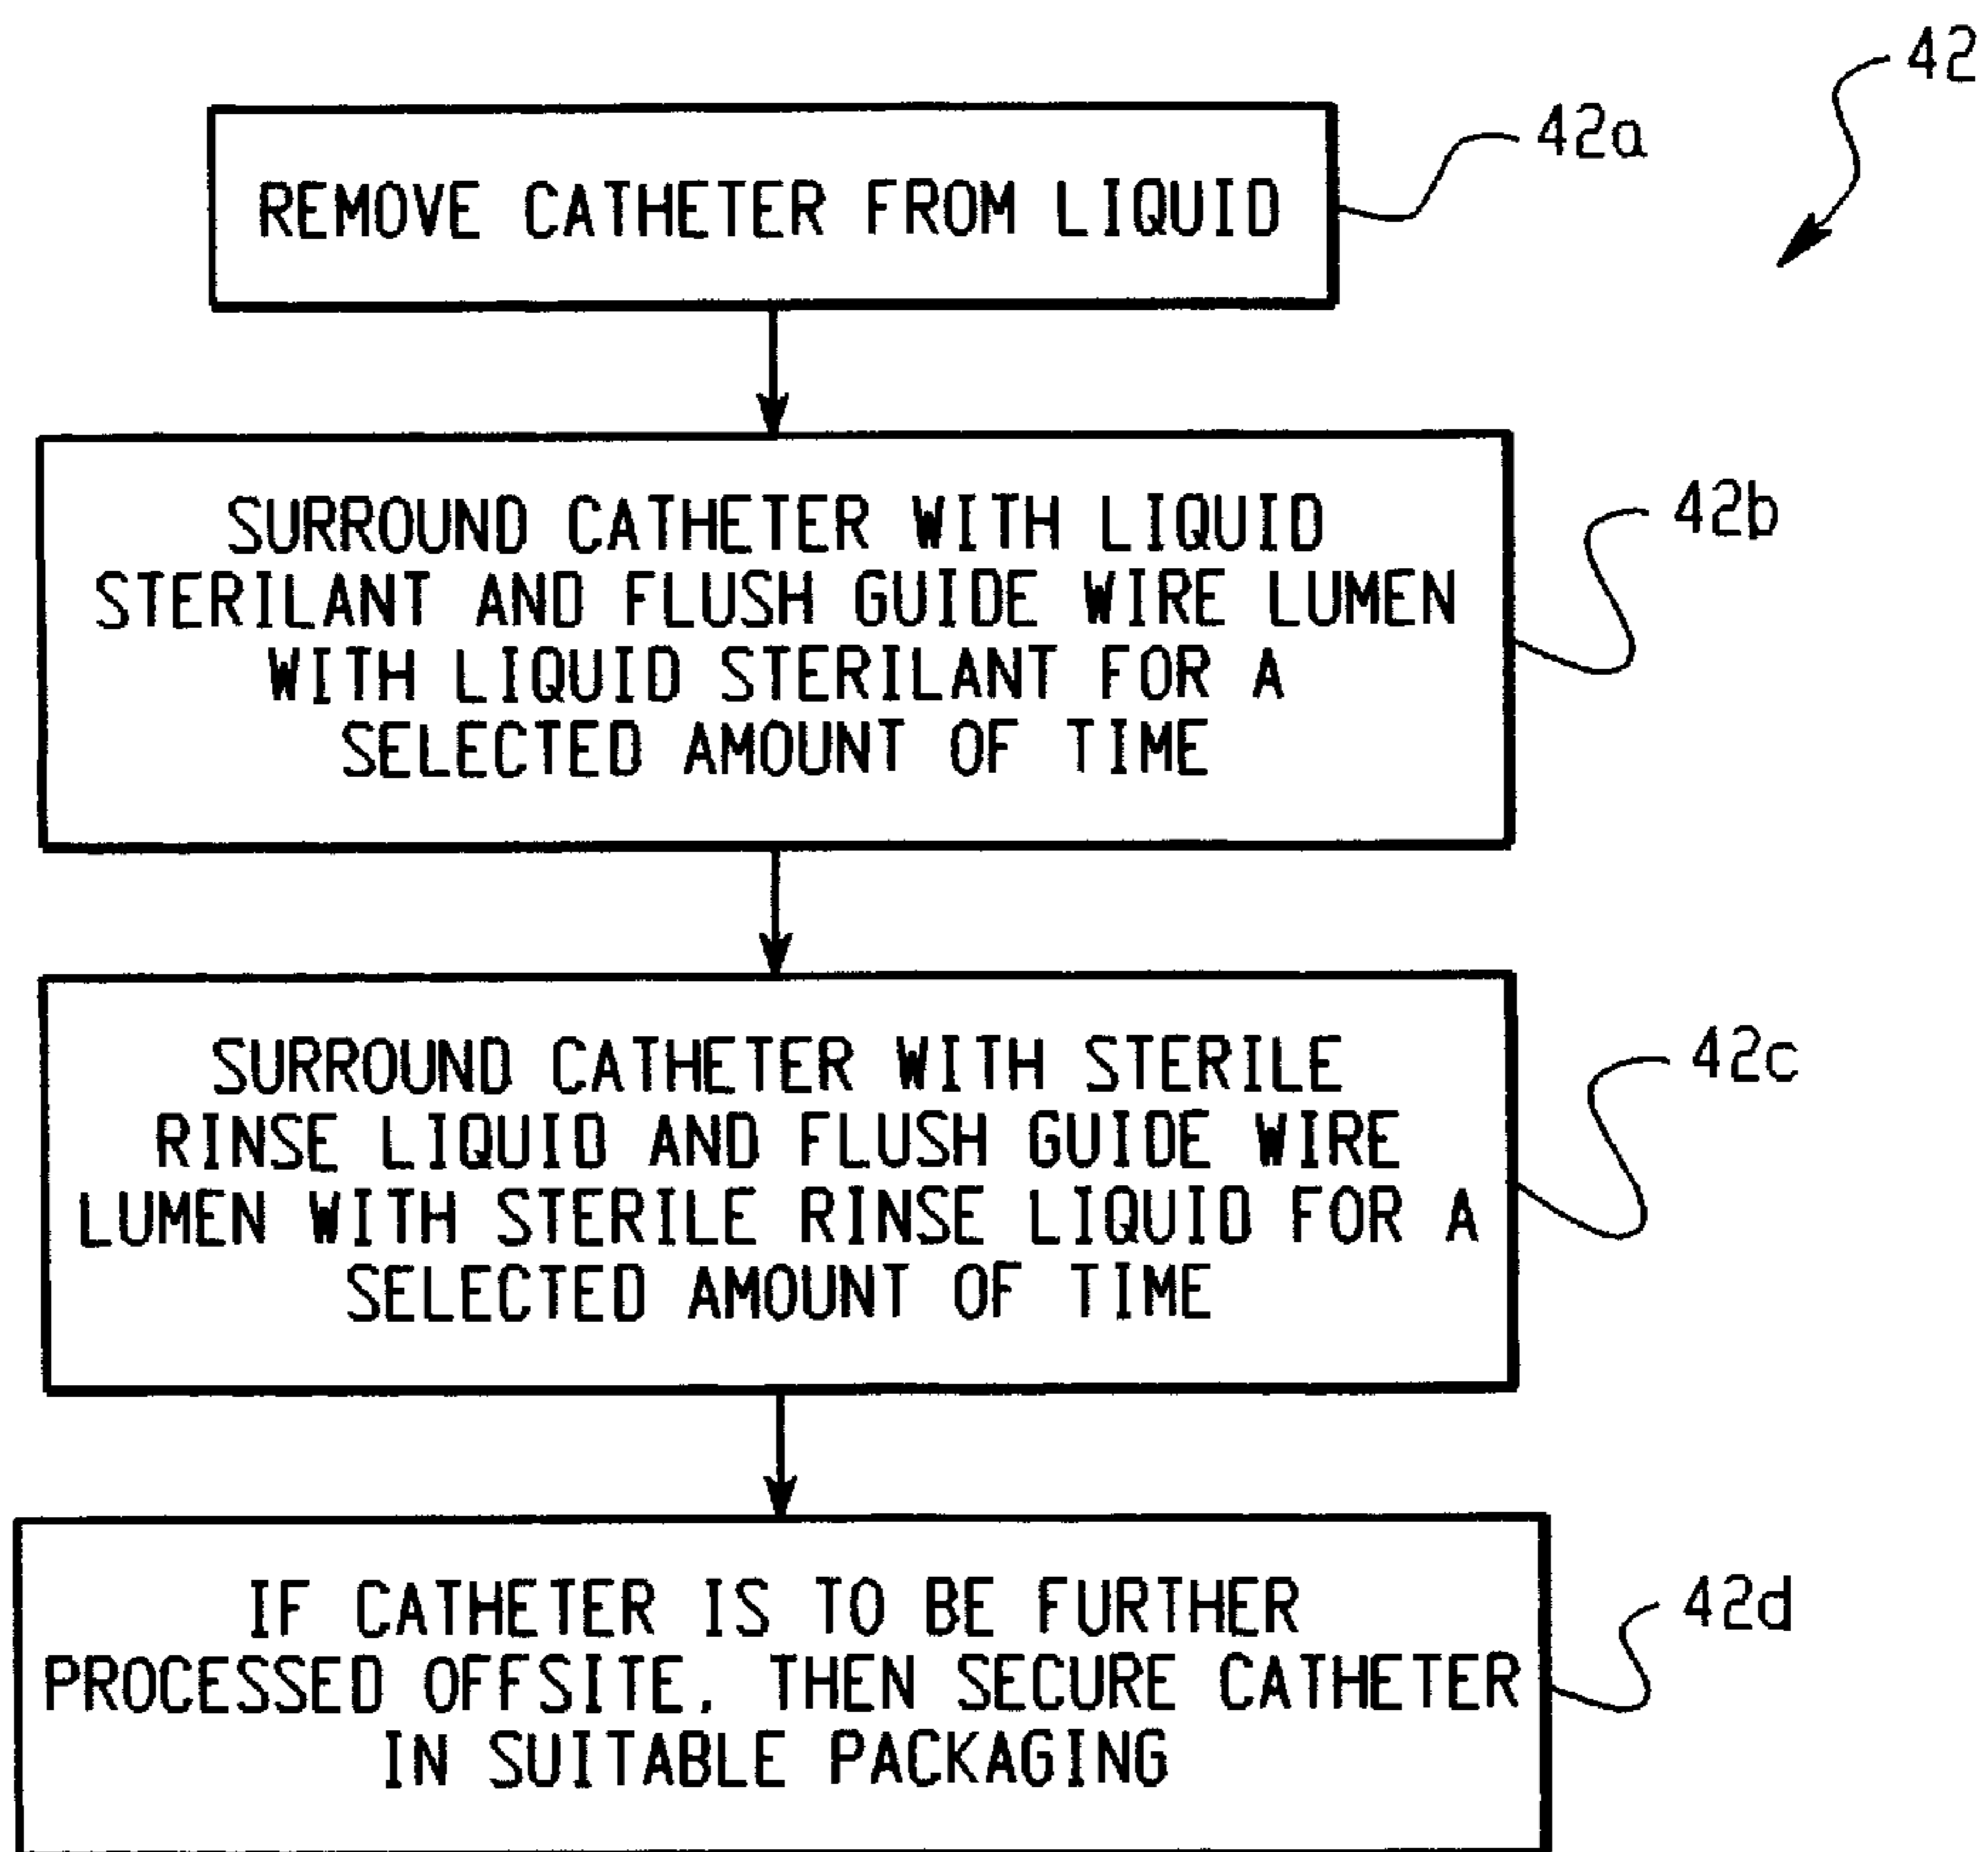 42
42a
REMOVE CATHETER FROM LIQUID
42b
SURROUND CATHETER WITH LIQUID
STERILANT AND FLUSH GUIDE WIRE LUMEN
WITH LIQUID STERILANT FOR A
SELECTED AMOUNT OF TIME
42c
SURROUND CATHETER WITH STERILE
RINSE LIQUID AND FLUSH GUIDE WIRE
LUMEN WITH STERILE RINSE LIQUID FOR A
SELECTED AMOUNT OF TIME
42d
IF CATHETER IS TO BE FURTHER
PROCESSED OFFSITE, THEN SECURE CATHETER
IN SUITABLE PACKAGING